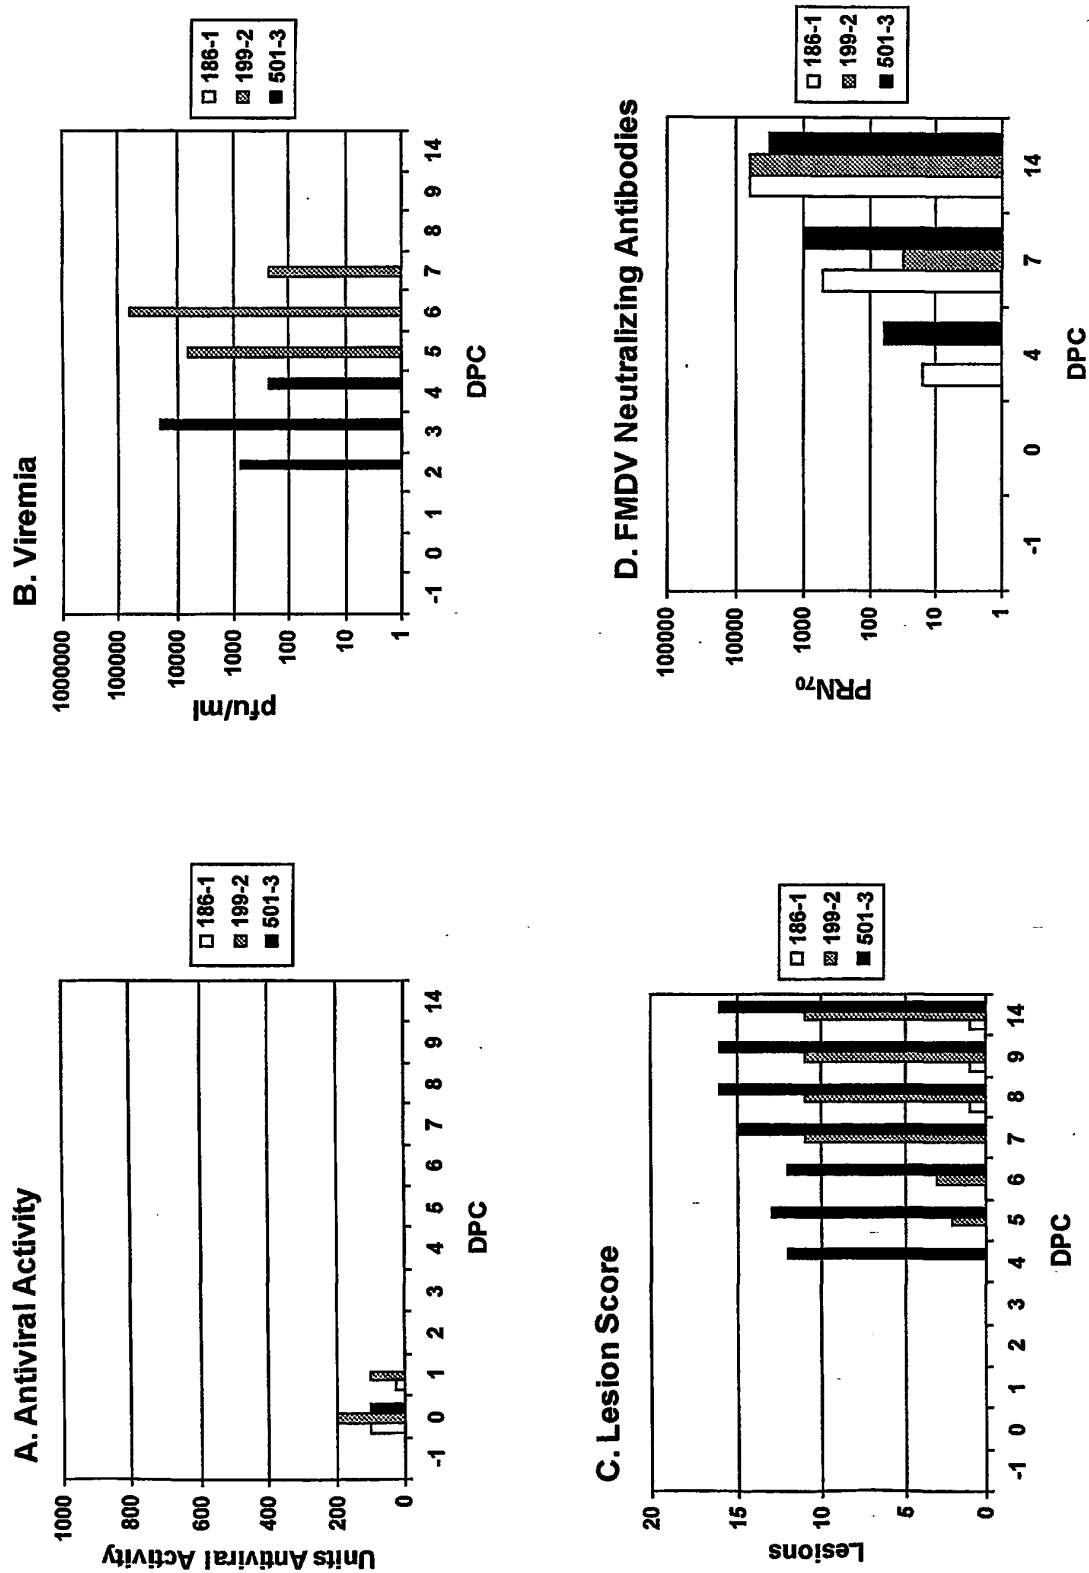 A. Antiviral Activity
Units Antiviral Activity
1000
800
600
400
200
0
-1 0 1 2 3 4 5 6 7 8 9 14
DPC
186-1
199-2
501-3
B. Viremia
pfu/ml
1000000
100000
10000
1000
100
10
1
-1 0 1 2 3 4 5 6 7 8 9 14
DPC
186-1
199-2
501-3
C. Lesion Score
Lesions
20
15
10
5
0
-1 0 1 2 3 4 5 6 7 8 9 14
DPC
186-1
199-2
501-3
D. FMDV Neutralizing Antibodies
PRN70
100000
10000
1000
100
10
1
-1 0 4 7 14
DPC
186-1
199-2
501-3